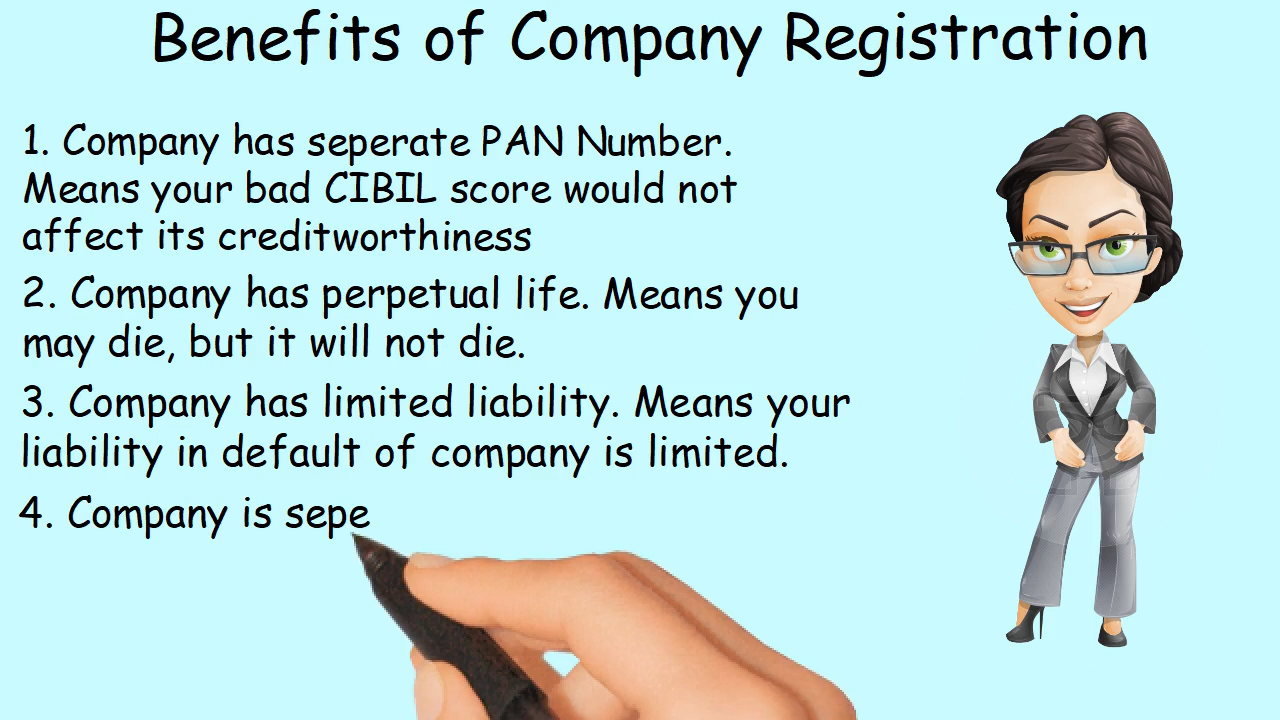 Benefits of Company Registration
1. Company has seperate PAN Number.
Means your bad CIBIL score would not
affect its creditworthiness
2. Company has perpetual life. Means you
may die, but it will not die.
3. Company has limited liability. Means your
liability in default of company is limited.
4. Company is sepe